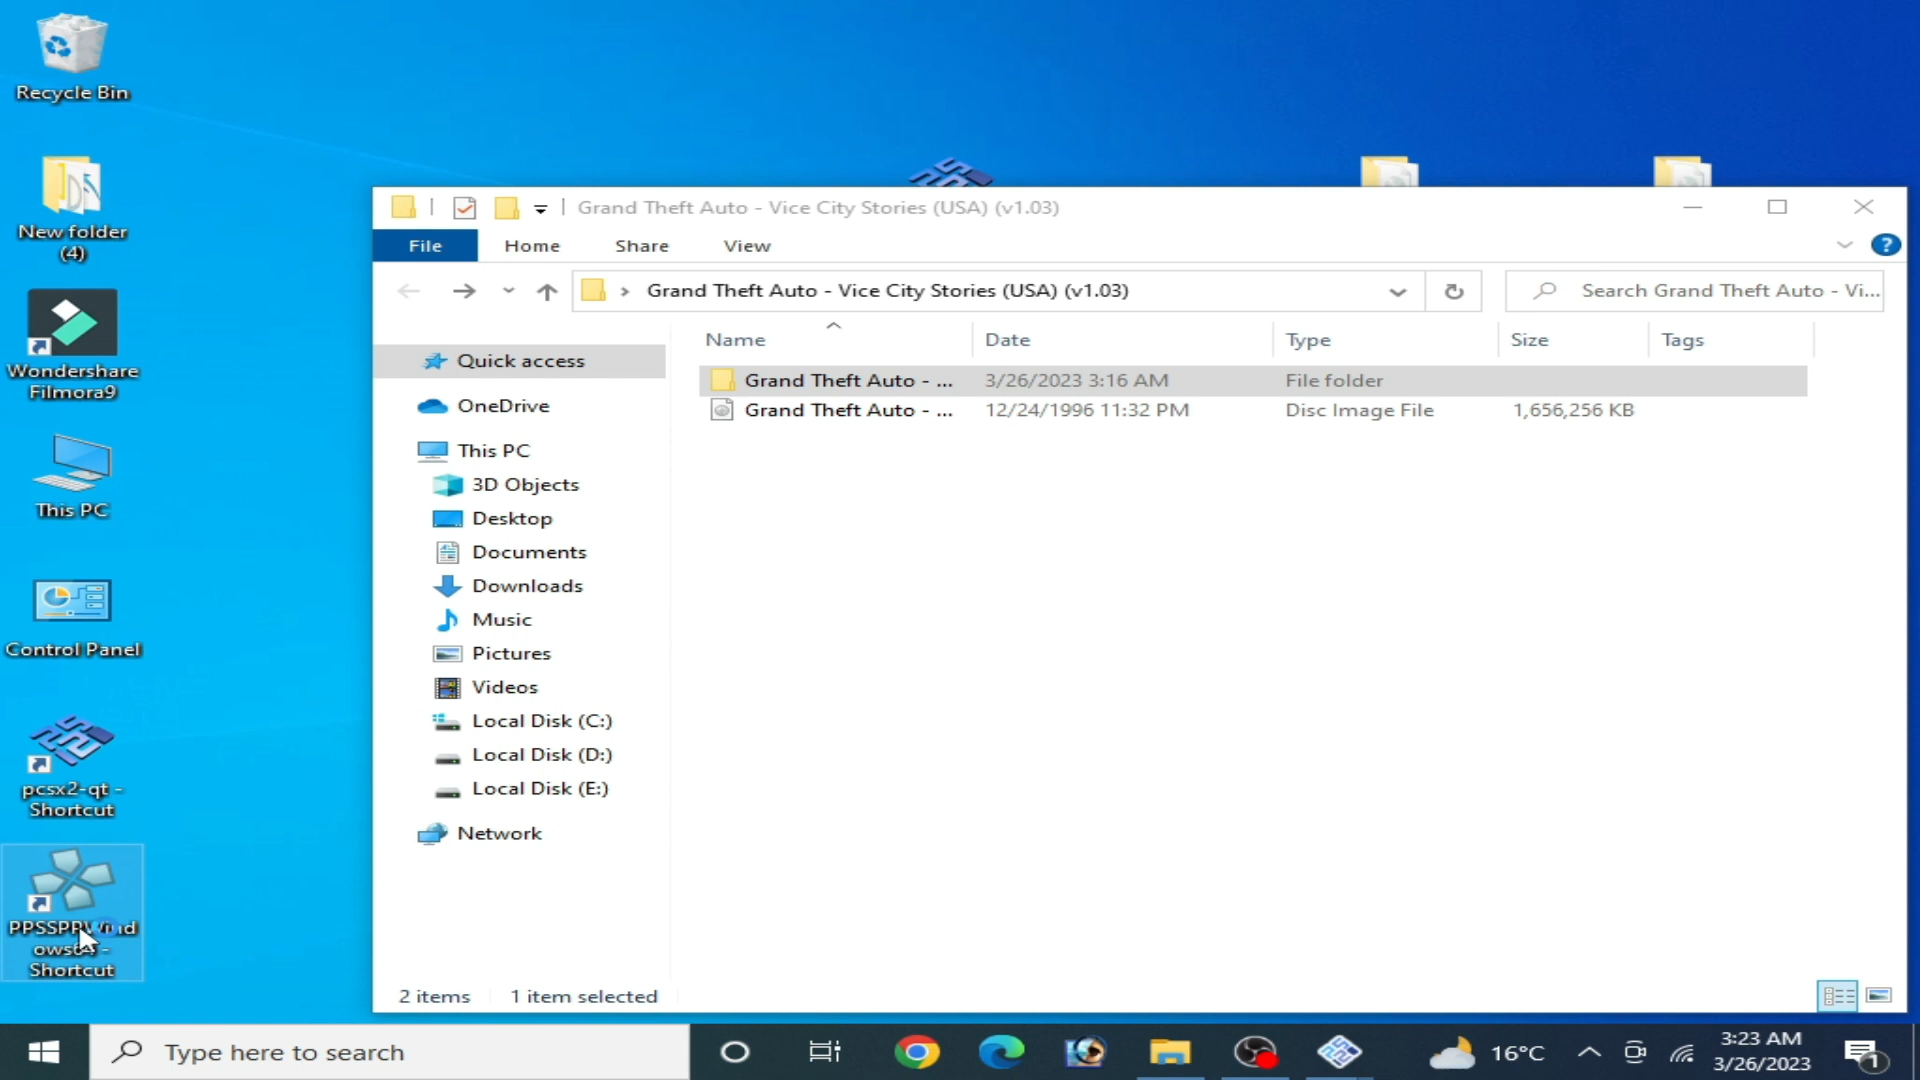 Recycle Bin
New folder
(4)
Wondershare
Filmora9
This PC
Control Panel
pcsx2-qt -
Shortcut
Shortcut
Grand Theft Auto - Vice City Stories (USA) (v1.03)
File Home Share View
?
Grand Theft Auto - Vice City Stories (USA) (v1.03)
Search Grand Theft Auto - Vi...
Name Date Type Size Tags
Grand Theft Auto - ... 3/26/2023 3:16 AM File folder
Grand Theft Auto - ... 12/24/1996 11:32 PM Disc Image File 1,656,256 KB
Quick access
OneDrive
This PC
3D Objects
Desktop
Documents
Downloads
Music
Pictures
Videos
Local Disk (C:)
Local Disk (D:)
Local Disk (E:)
Network
2 items 1 item selected
Type here to search
16°C
3:23 AM
3/26/2023
1